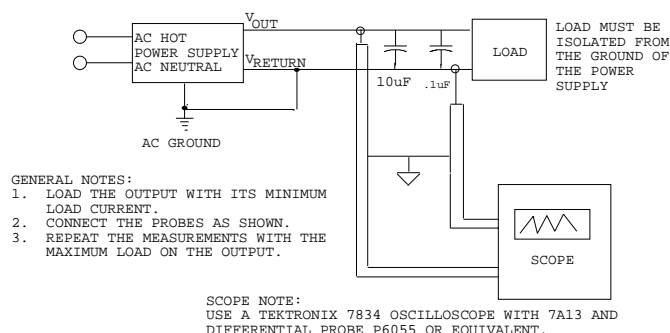 V
OUT
AC HOT
POWER SUPPLY
AC NEUTRAL
V
RETURN
10uF
.1uF
LOAD
LOAD MUST BE
ISOLATED FROM
THE GROUND OF
THE POWER
SUPPLY
AC GROUND
GENERAL NOTES:
1. LOAD THE OUTPUT WITH ITS MINIMUM
LOAD CURRENT.
2. CONNECT THE PROBES AS SHOWN.
3. REPEAT THE MEASUREMENTS WITH THE
MAXIMUM LOAD ON THE OUTPUT.
SCOPE
SCOPE NOTE:
USE A TEKTRONIX 7834 OSCILLOSCOPE WITH 7A13 AND
DIFFERENTIAL PROBE P6055 OR EQUIVALENT.